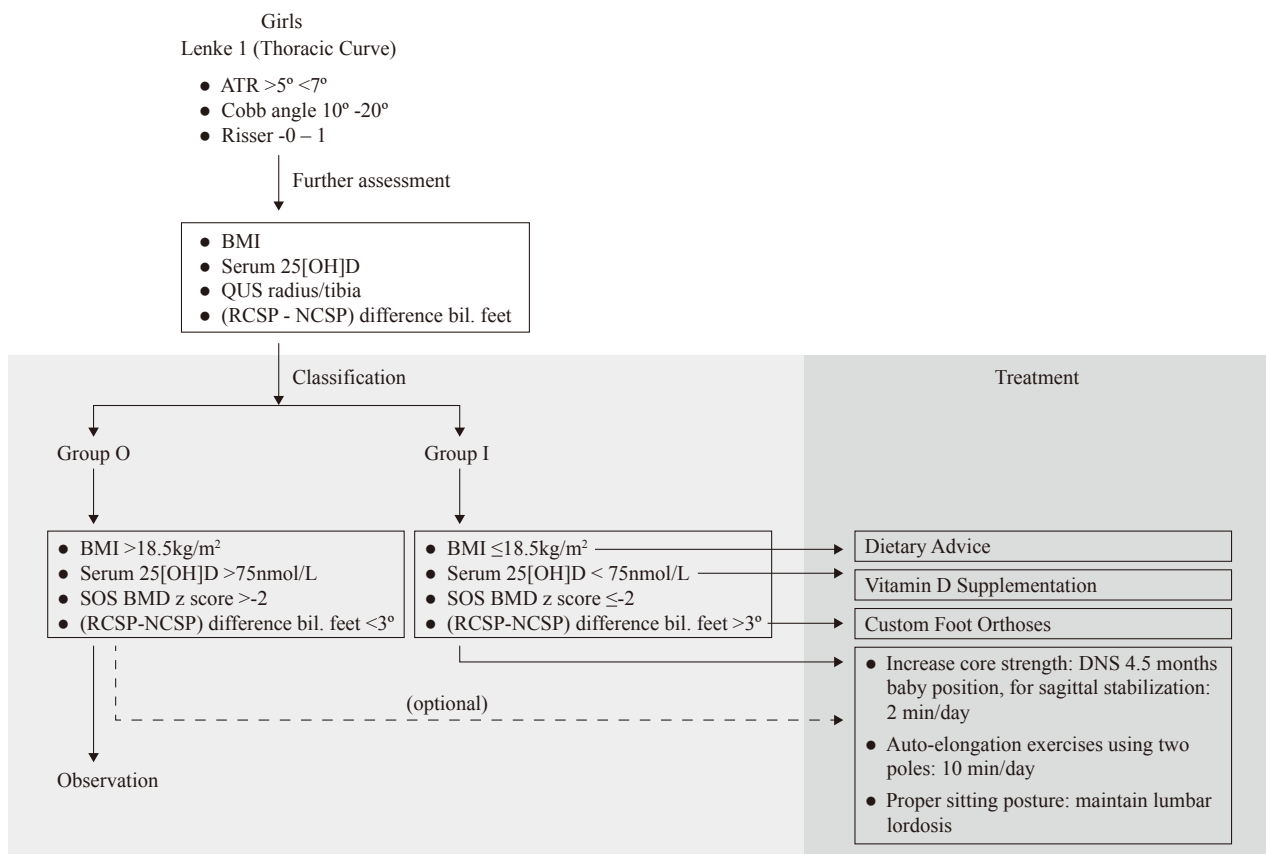 Girls
Lenke 1 (Thoracic Curve)
● ATR >5º <7º
● Cobb angle 10º -20º
● Risser -0 – 1
Further assessment
● BMI
● Serum 25[OH]D
● QUS radius/tibia
● (RCSP - NCSP) difference bil. feet
Classification
Treatment
Group O
Group I
● BMI >18.5kg/m²
● Serum 25[OH]D >75nmol/L
● SOS BMD z score >-2
● (RCSP-NCSP) difference bil. feet <3º
● BMI ≤18.5kg/m²
● Serum 25[OH]D < 75nmol/L
● SOS BMD z score ≤-2
● (RCSP-NCSP) difference bil. feet >3º
Dietary Advice
Vitamin D Supplementation
Custom Foot Orthoses
● Increase core strength: DNS 4.5 months
baby position, for sagittal stabilization:
2 min/day
● Auto-elongation exercises using two
poles: 10 min/day
● Proper sitting posture: maintain lumbar
lordosis
(optional)
Observation